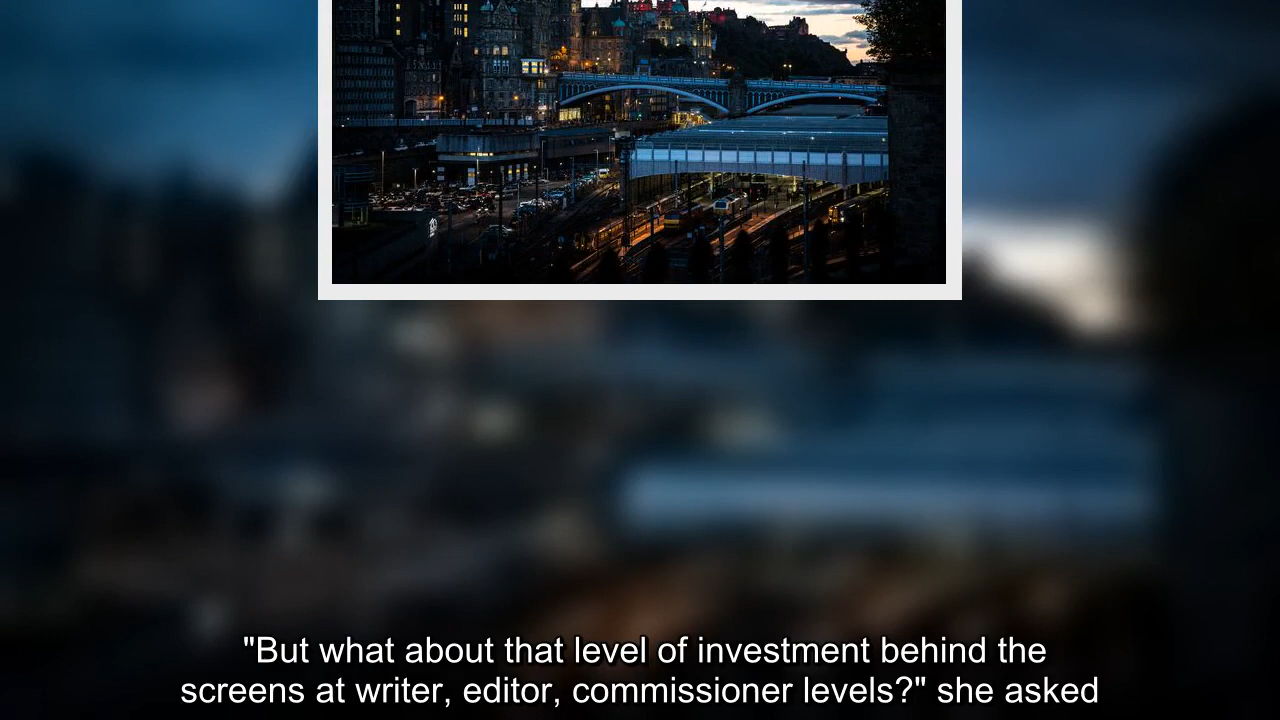 "But what about that level of investment behind the
screens at writer, editor, commissioner levels?" she asked